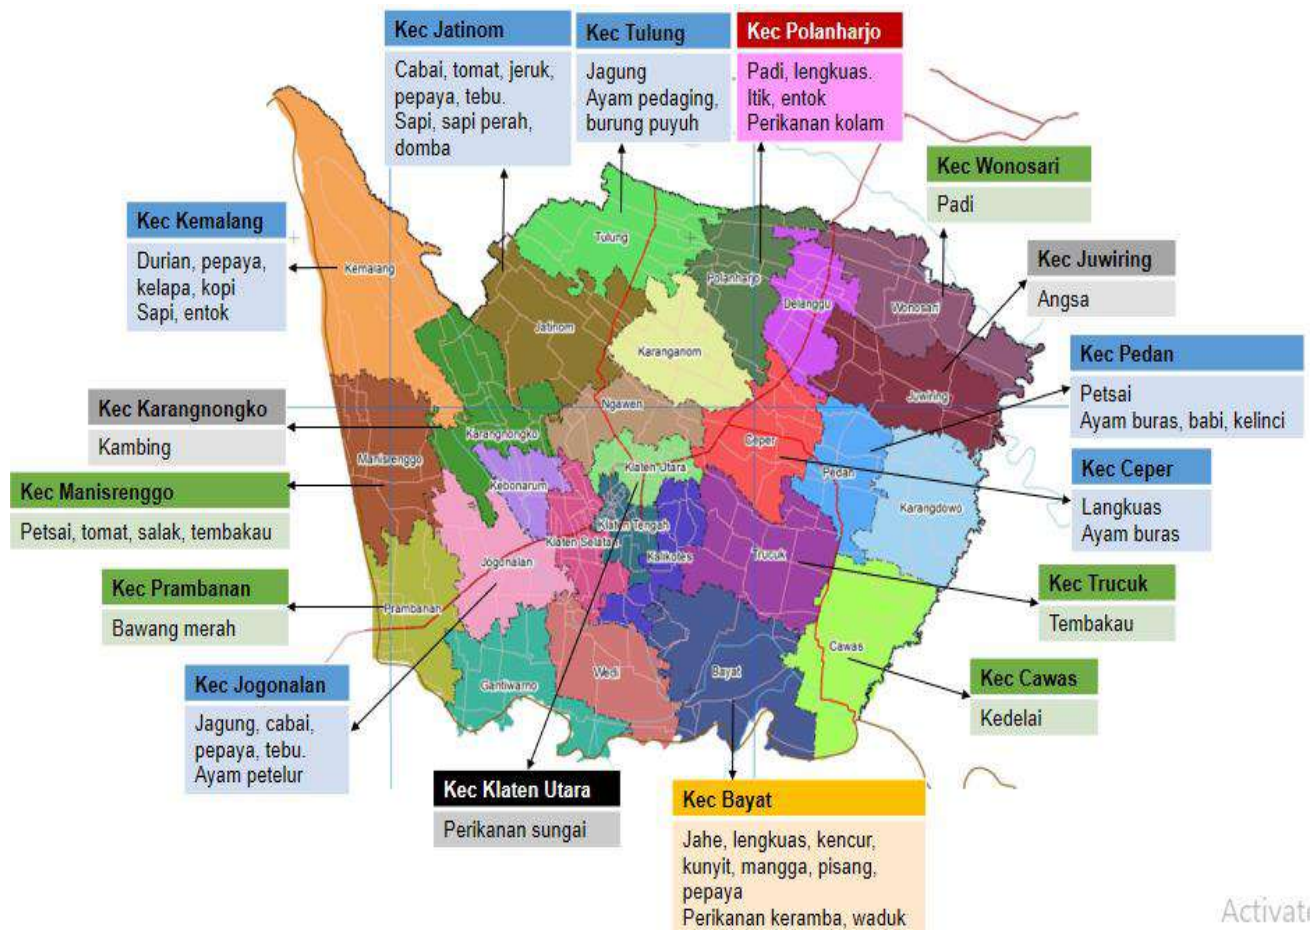 Kec Jatinom
Cabai, tomat, jeruk,
pepaya, tebu.
Sapi, sapi perah,
domba
Kec Tulung
Jagung
Ayam pedaging,
burung puyuh
Kec Polanharjo
Padi, lengkuas.
Itik, entok
Perikanan kolam
Kec Wonosari
Padi
Kec Kemalang
Durian, pepaya,
kelapa, kopi
Sapi, entok
Kec Juwiring
Angsa
Kec Pedan
Petsai
Ayam buras, babi, kelinci
Kec Karangnongko
Kambing
Kec Ceper
Langkuas
Ayam buras
Kec Manisrenggo
Petsai, tomat, salak, tembakau
Kec Prambanan
Bawang merah
Kec Trucuk
Tembakau
Kec Jogonalan
Jagung, cabai,
pepaya, tebu.
Ayam petelur
Kec Cawas
Kedelai
Kec Klaten Utara
Perikanan sungai
Kec Bayat
Jahe, lengkuas, kencur,
kunyit, mangga, pisang,
pepaya
Perikanan keramba, waduk
Tulung
Kemalang
Polanharjo
Delanggu
Wonosari
Jatinom
Karanganom
Juwiring
Ngawen
Karangnongko
Ceper
Manisrenggo
Klaten Utara
Pedan
Kebonarum
Karangdowo
Klaten Tengah
Klaten Selatan
Kalikotes
Trucuk
Jogonalan
Prambanan
Cawas
Wedi
Bayat
Gantiwarno
Activate